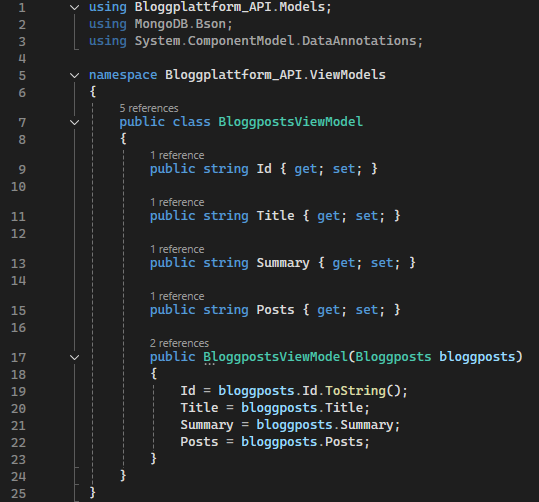 1 using Bloggplattform_API.Models;
2 using MongoDB.Bson;
3 using System.ComponentModel.DataAnnotations;
4
5 namespace Bloggplattform_API.ViewModels
6 {
5 references
7 public class BloggpostsViewModel
8 {
1 reference
9 public string Id { get; set; }
10
1 reference
11 public string Title { get; set; }
12
1 reference
13 public string Summary { get; set; }
14
1 reference
15 public string Posts { get; set; }
16
2 references
17 public BloggpostsViewModel(Bloggposts bloggposts)
18 {
19 Id = bloggposts.Id.ToString();
20 Title = bloggposts.Title;
21 Summary = bloggposts.Summary;
22 Posts = bloggposts.Posts;
23 }
24 }
25 }